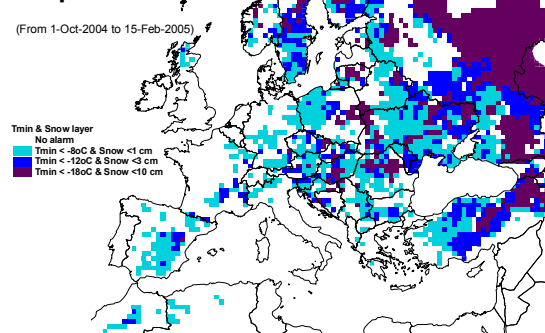 (From 1-Oct-2004 to 15-Feb-2005)
Tmin & Snow layer
No alarm
Tmin < -8oC & Snow <1 cm
Tmin < -12oC & Snow <3 cm
Tmin < -18oC & Snow <10 cm